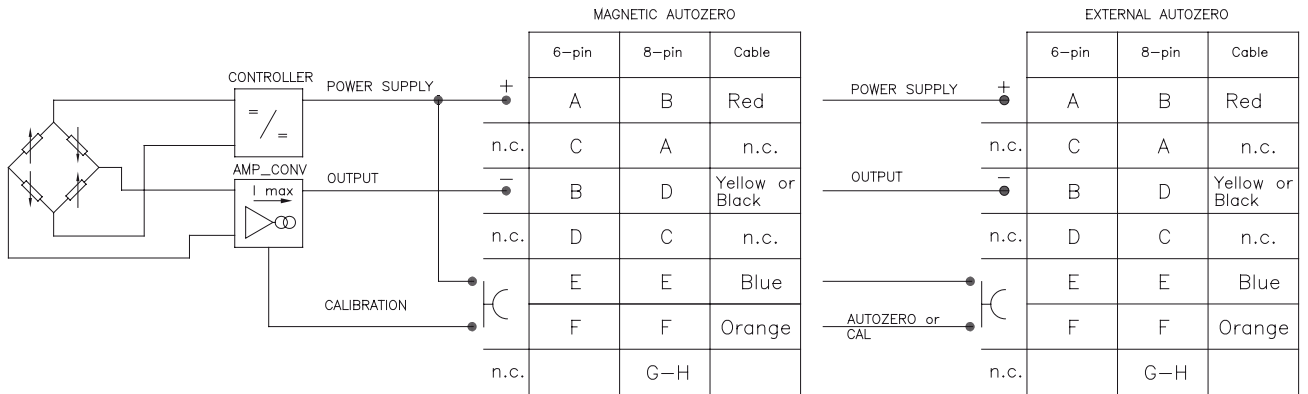 MAGNETIC AUTOZERO
EXTERNAL AUTOZERO
6-pin 8-pin Cable
6-pin 8-pin Cable
CONTROLLER
= / =
POWER SUPPLY + A B Red
POWER SUPPLY + A B Red
n.c. C A n.c.
n.c. C A n.c.
AMP_CONV
I max
OUTPUT - B D Yellow or
Black
OUTPUT - B D Yellow or
Black
n.c. D C n.c.
n.c. D C n.c.
E E Blue
E E Blue
CALIBRATION F F Orange
AUTOZERO or
CAL
F F Orange
n.c. G-H
n.c. G-H